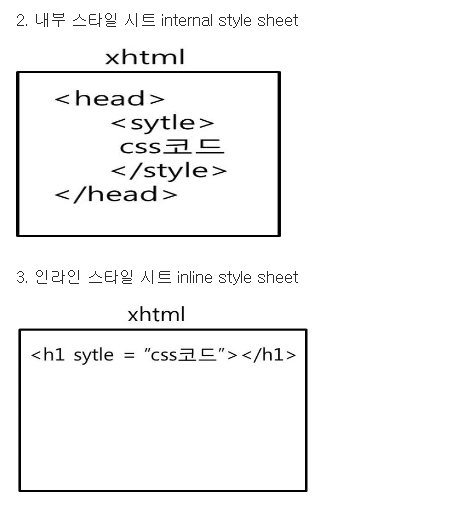 2. 내부 스타일 시트 internal style sheet
xhtml
<head>
<sytle>
css코드
</style>
</head>
3. 인라인 스타일 시트 inline style sheet
xhtml
<h1 sytle = "css코드"></h1>